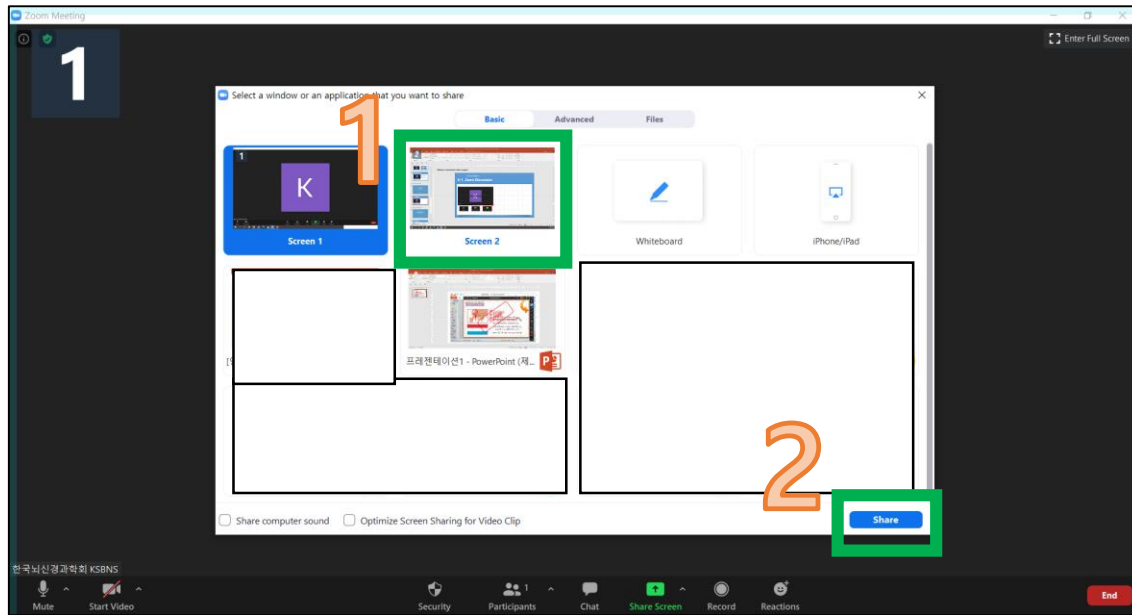 Zoom Meeting
Enter Full Screen
1
Select a window or an application that you want to share
Basic Advanced Files
1
1
K
2
Screen 1
Screen 2
Whiteboard
iPhone/iPad
프레젠테이션1 - PowerPoint (제...
2
Share computer sound
Optimize Screen Sharing for Video Clip
Share
한국뇌신경과학회 KSBNS
Mute
Start Video
Security
Participants 1
Chat
Share Screen
Record
Reactions
End